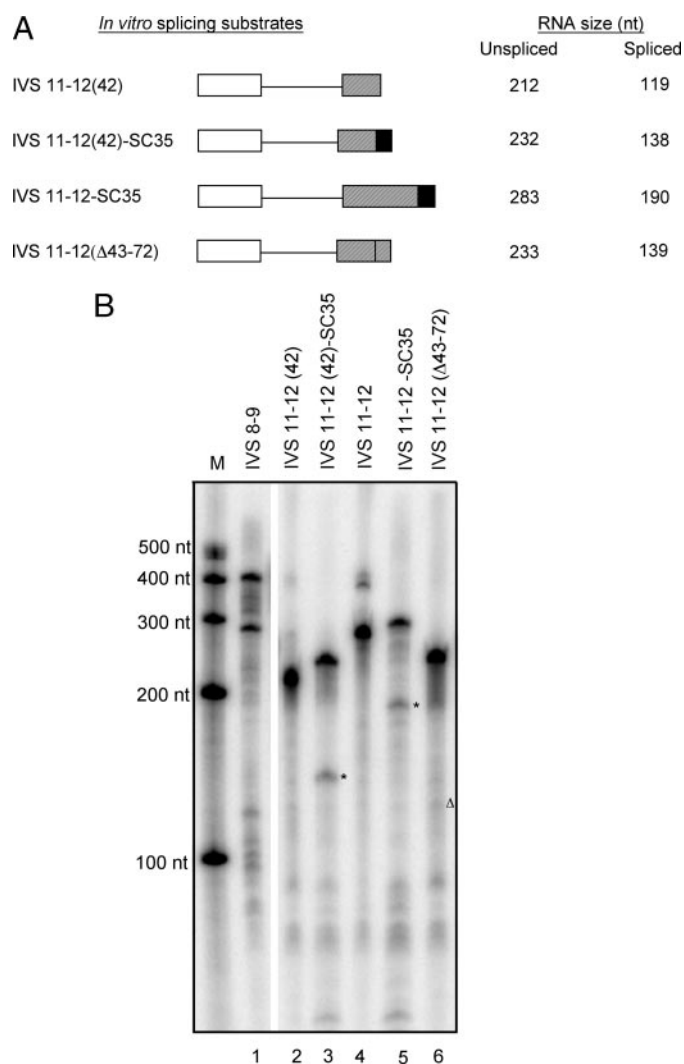 A
In vitro splicing substrates
RNA size (nt)
Unspliced Spliced
IVS 11-12(42) 212 119
IVS 11-12(42)-SC35 232 138
IVS 11-12-SC35 283 190
IVS 11-12(Δ43-72) 233 139
B
M
IVS 8-9
IVS 11-12 (42)
IVS 11-12 (42)-SC35
IVS 11-12
IVS 11-12 -SC35
IVS 11-12 (Δ43-72)
500 nt
400 nt
300 nt
200 nt
*
*
Δ
100 nt
1 2 3 4 5 6